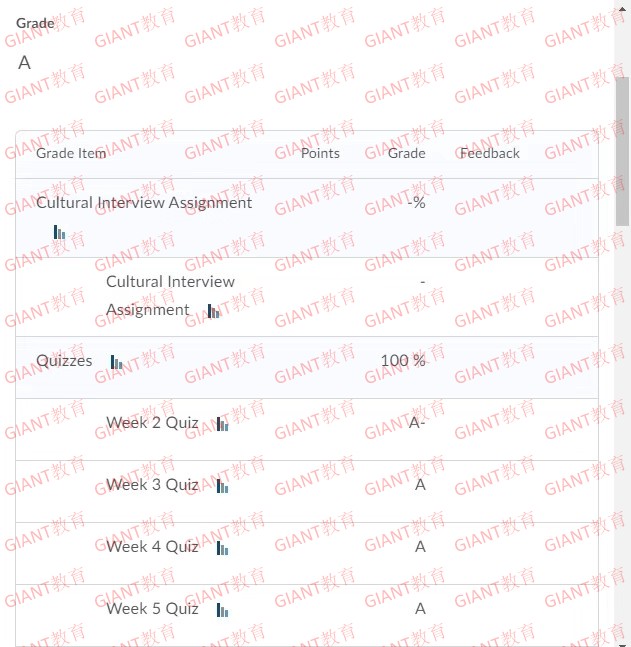 Grade
A
Grade Item Points Grade Feedback
Cultural Interview Assignment -%
Cultural Interview -
Assignment
Quizzes 100 %
Week 2 Quiz A-
Week 3 Quiz A
Week 4 Quiz A
Week 5 Quiz A
GIANT教育